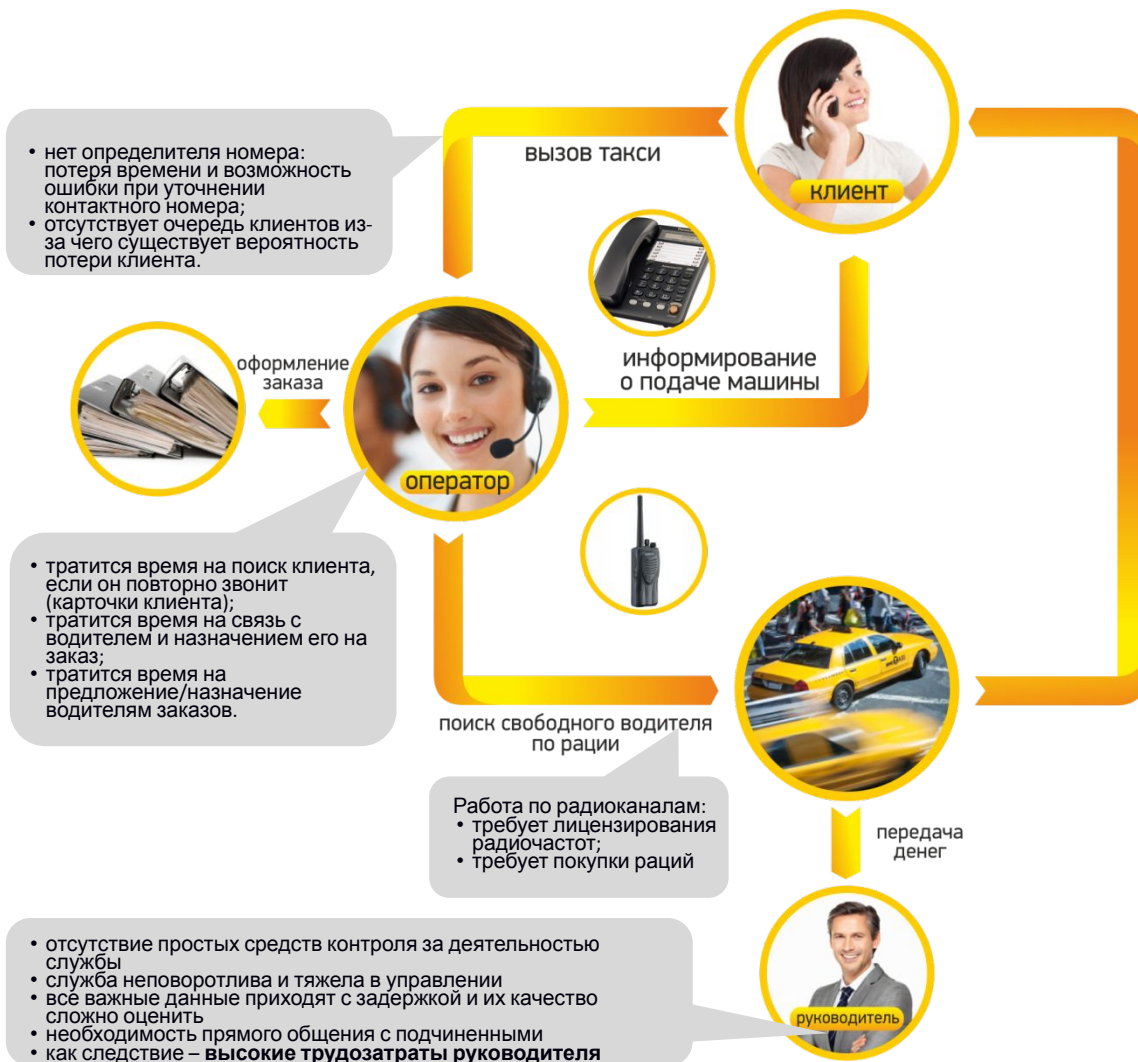 вызов такси
клиент
• нет определителя номера:
потеря времени и возможность
ошибки при уточнении
контактного номера;
• отсутствует очередь клиентов из-
за чего существует вероятность
потери клиента.
оформление
заказа
информирование
о подаче машины
оператор
• тратится время на поиск клиента,
если он повторно звонит
(карточки клиента);
• тратится время на связь с
водителем и назначением его на
заказ;
• тратится время на
предложение/назначение
водителям заказов.
поиск свободного водителя
по рации
Работа по радиоканалам:
• требует лицензирования
радиочастот;
• требует покупки раций
передача
денег
руководитель
• отсутствие простых средств контроля за деятельностью
службы
• служба неповоротлива и тяжела в управлении
• все важные данные приходят с задержкой и их качество
сложно оценить
• необходимость прямого общения с подчиненными
• как следствие – высокие трудозатраты руководителя